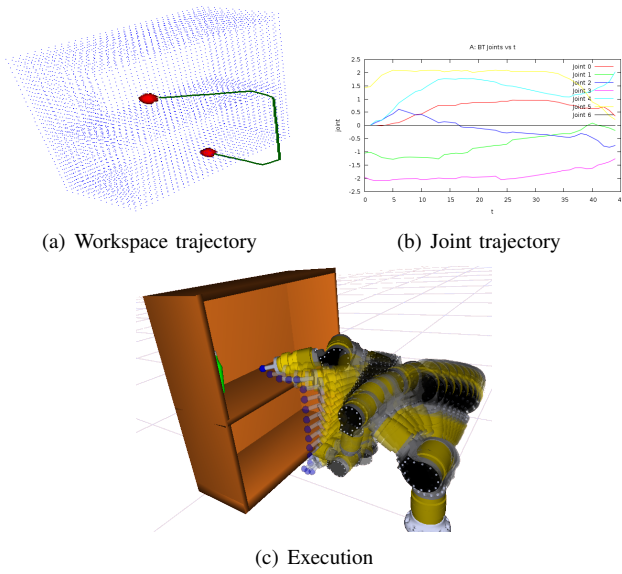 A: BT joints vs t
joint
2.5
2
1.5
1
0.5
0
-0.5
-1
-1.5
-2
-2.5
Joint 0
Joint 1
Joint 2
Joint 3
Joint 4
Joint 5
Joint 6
0 5 10 15 20 25 30 35 40 45
t
(a) Workspace trajectory
(b) Joint trajectory
(c) Execution